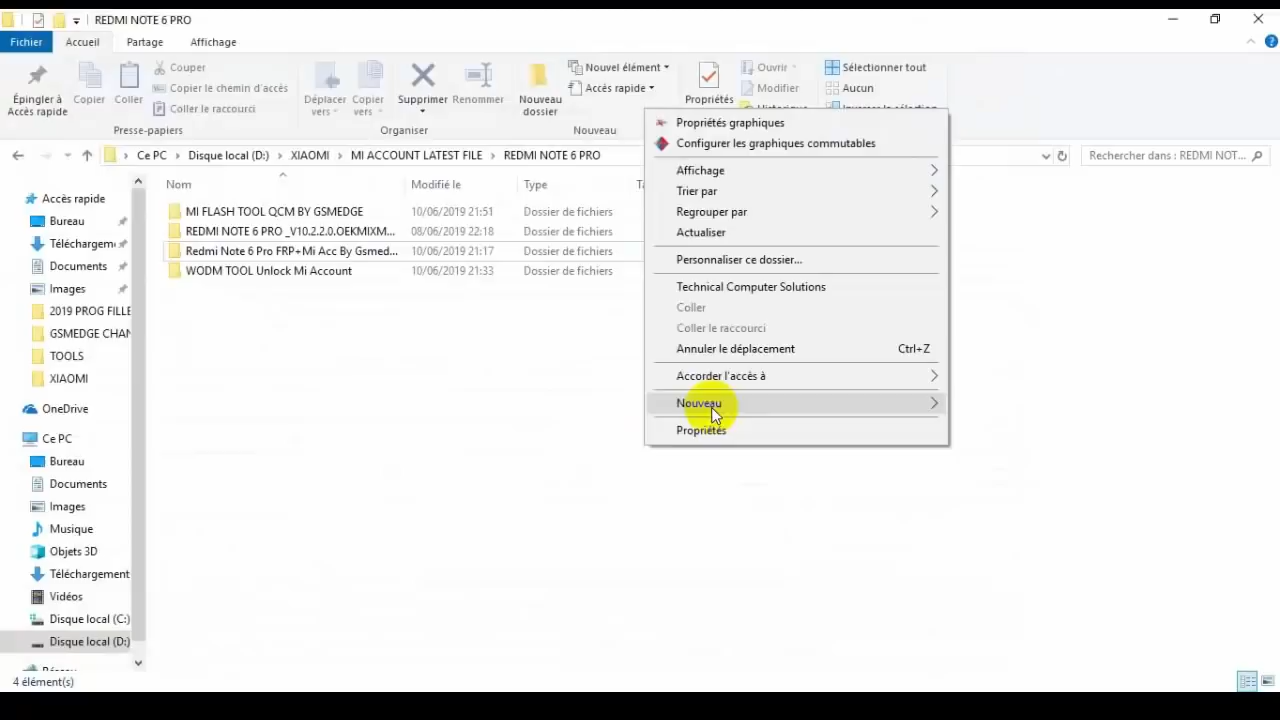 REDMI NOTE 6 PRO
Fichier Accueil Partage Affichage
Épingler à Accès rapide
Copier
Coller
Couper
Copier le chemin d'accès
Coller le raccourci
Presse-papiers
Déplacer vers
Copier vers
Supprimer
Renommer
Organiser
Nouveau dossier
Nouvel élément
Accès rapide
Nouveau
Propriétés
Ouvrir
Modifier
Historique
Sélectionner tout
Aucun
Inverser la sélection
Ce PC > Disque local (D:) > XIAOMI > MI ACCOUNT LATEST FILE > REDMI NOTE 6 PRO
Rechercher dans : REDMI NOT...
Nom Modifié le Type
MI FLASH TOOL QCM BY GSMEDGE 10/06/2019 21:51 Dossier de fichiers
REDMI NOTE 6 PRO _V10.2.2.0.OEKMIXM... 08/06/2019 22:18 Dossier de fichiers
Redmi Note 6 Pro FRP+Mi Acc By Gsmed... 10/06/2019 21:17 Dossier de fichiers
WODM TOOL Unlock Mi Account 10/06/2019 21:33 Dossier de fichiers
Accès rapide
Bureau
Téléchargem
Documents
Images
2019 PROG FILLE
GSMEDGE CHAN
TOOLS
XIAOMI
OneDrive
Ce PC
Bureau
Documents
Images
Musique
Objets 3D
Téléchargement
Vidéos
Disque local (C:)
Disque local (D:)
Réseau
Propriétés graphiques
Configurer les graphiques commutables
Affichage
Trier par
Regrouper par
Actualiser
Personnaliser ce dossier...
Technical Computer Solutions
Coller
Coller le raccourci
Annuler le déplacement Ctrl+Z
Accorder l'accès à
Nouveau
Propriétés
4 élément(s)